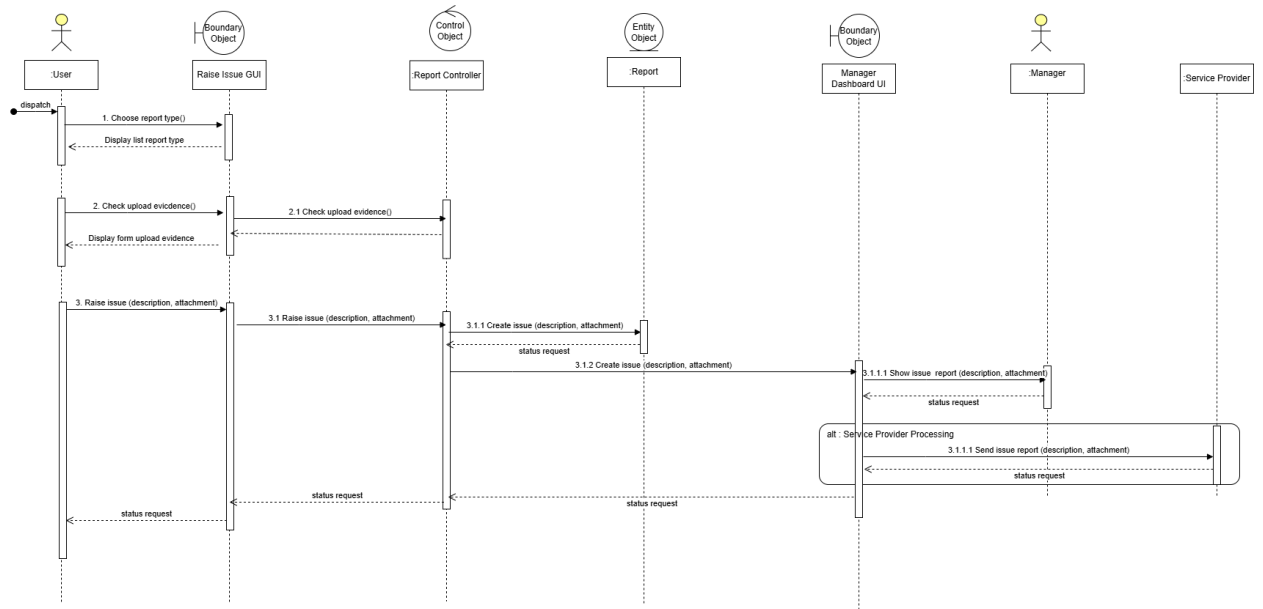 Boundary
Object
Control
Object
Entity
Object
Boundary
Object
:User
Raise Issue GUI
:Report Controller
:Report
Manager
Dashboard UI
:Manager
:Service Provider
dispatch
1. Choose report type()
Display list report type
2. Check upload evicdence()
2.1 Check upload evidence()
Display form upload evidence
3. Raise issue (description, attachment)
3.1 Raise issue (description, attachment)
3.1.1 Create issue (description, attachment)
status request
3.1.2 Create issue (description, attachment)
3.1.1.1 Show issue report (description, attachment)
status request
alt : Service Provider Processing
3.1.1.1 Send issue report (description, attachment)
status request
status request
status request
status request